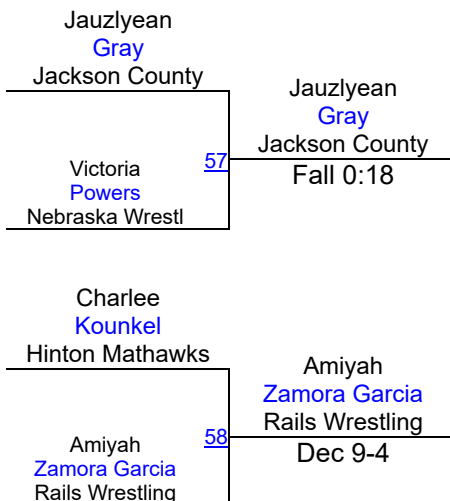 Jauzlyean
Gray
Jackson County
Jauzlyean
Gray
Jackson County
57
Fall 0:18
Victoria
Powers
Nebraska Wrestl
Charlee
Kounkel
Hinton Mathawks
Amiyah
Zamora Garcia
Rails Wrestling
58
Dec 9-4
Amiyah
Zamora Garcia
Rails Wrestling